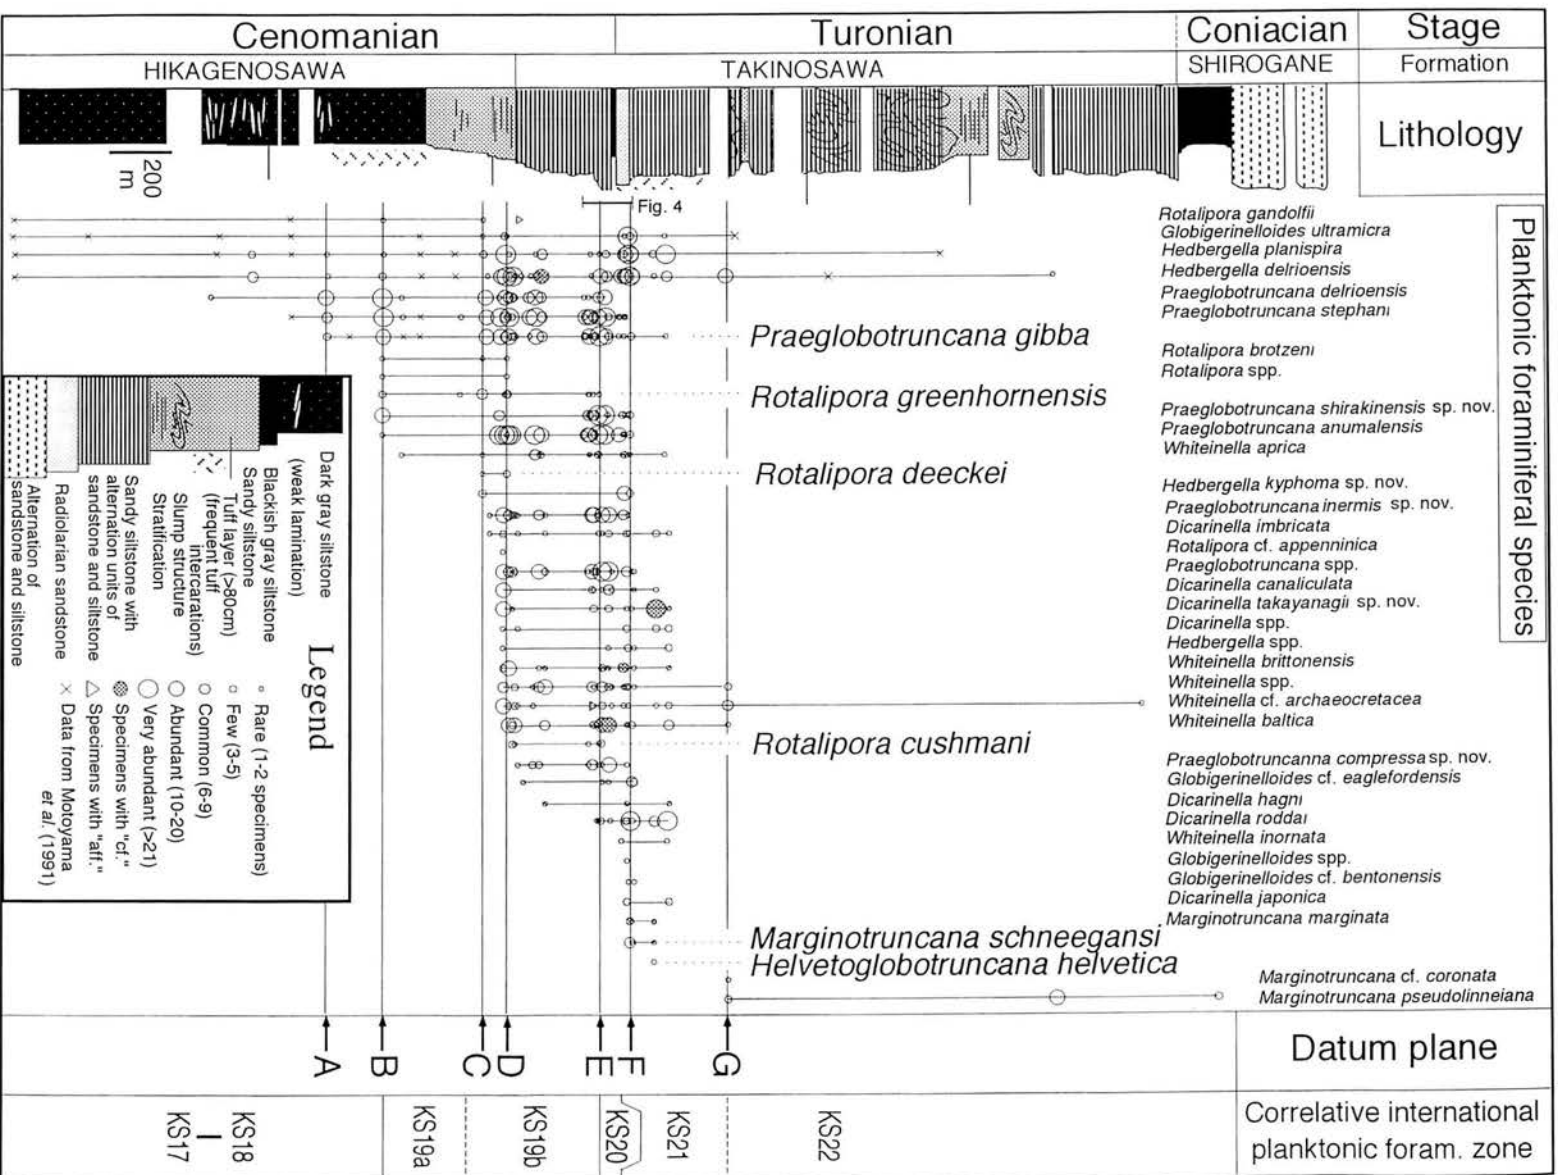 Cenomanian Turonian Coniacian Stage
HIKAGENOSAWA TAKINOSAWA SHIROGANE Formation
Lithology
200 m
Fig. 4
Planktonic foraminiferal species
Rotalipora gandolfii
Globigerinelloides ultramicra
Hedbergella planispira
Hedbergella delrioensis
Praeglobotruncana delrioensis
Praeglobotruncana stephani
Praeglobotruncana gibba
Rotalipora brotzeni
Rotalipora spp.
Rotalipora greenhornensis
Praeglobotruncana shirakinensis sp. nov.
Praeglobotruncana anumalensis
Whiteinella aprica
Rotalipora deeckei
Hedbergella kyphoma sp. nov.
Praeglobotruncana inermis sp. nov.
Dicarinella imbricata
Rotalipora cf. appenninica
Praeglobotruncana spp.
Dicarinella canaliculata
Dicarinella takayanagii sp. nov.
Dicarinella spp.
Hedbergella spp.
Whiteinella brittonensis
Whiteinella spp.
Whiteinella cf. archaeocretacea
Whiteinella baltica
Rotalipora cushmani
Praeglobotruncanna compressa sp. nov.
Globigerinelloides cf. eaglefordensis
Dicarinella hagni
Dicarinella roddai
Whiteinella inornata
Globigerinelloides spp.
Globigerinelloides cf. bentonensis
Dicarinella japonica
Marginotruncana marginata
Marginotruncana schneegansi
Helvetoglobotruncana helvetica
Marginotruncana cf. coronata
Marginotruncana pseudolinneiana
Legend
Dark gray siltstone
(weak lamination)
Blackish gray siltstone
Sandy siltstone
Tuff layer (>80cm)
(frequent tuff
intercarations)
Slump structure
Stratification
Sandy siltstone with
alternation units of
sandstone and siltstone
Radiolarian sandstone
Alternation of
sandstone and siltstone
Rare (1-2 specimens)
Few (3-5)
Common (6-9)
Abundant (10-20)
Very abundant (>21)
Specimens with "cf."
Specimens with "aff."
× Data from Motoyama
et al. (1991)
A B C D E F G Datum plane
KS17 — KS18 KS19a KS19b KS20 KS21 KS22
Correlative international
planktonic foram. zone